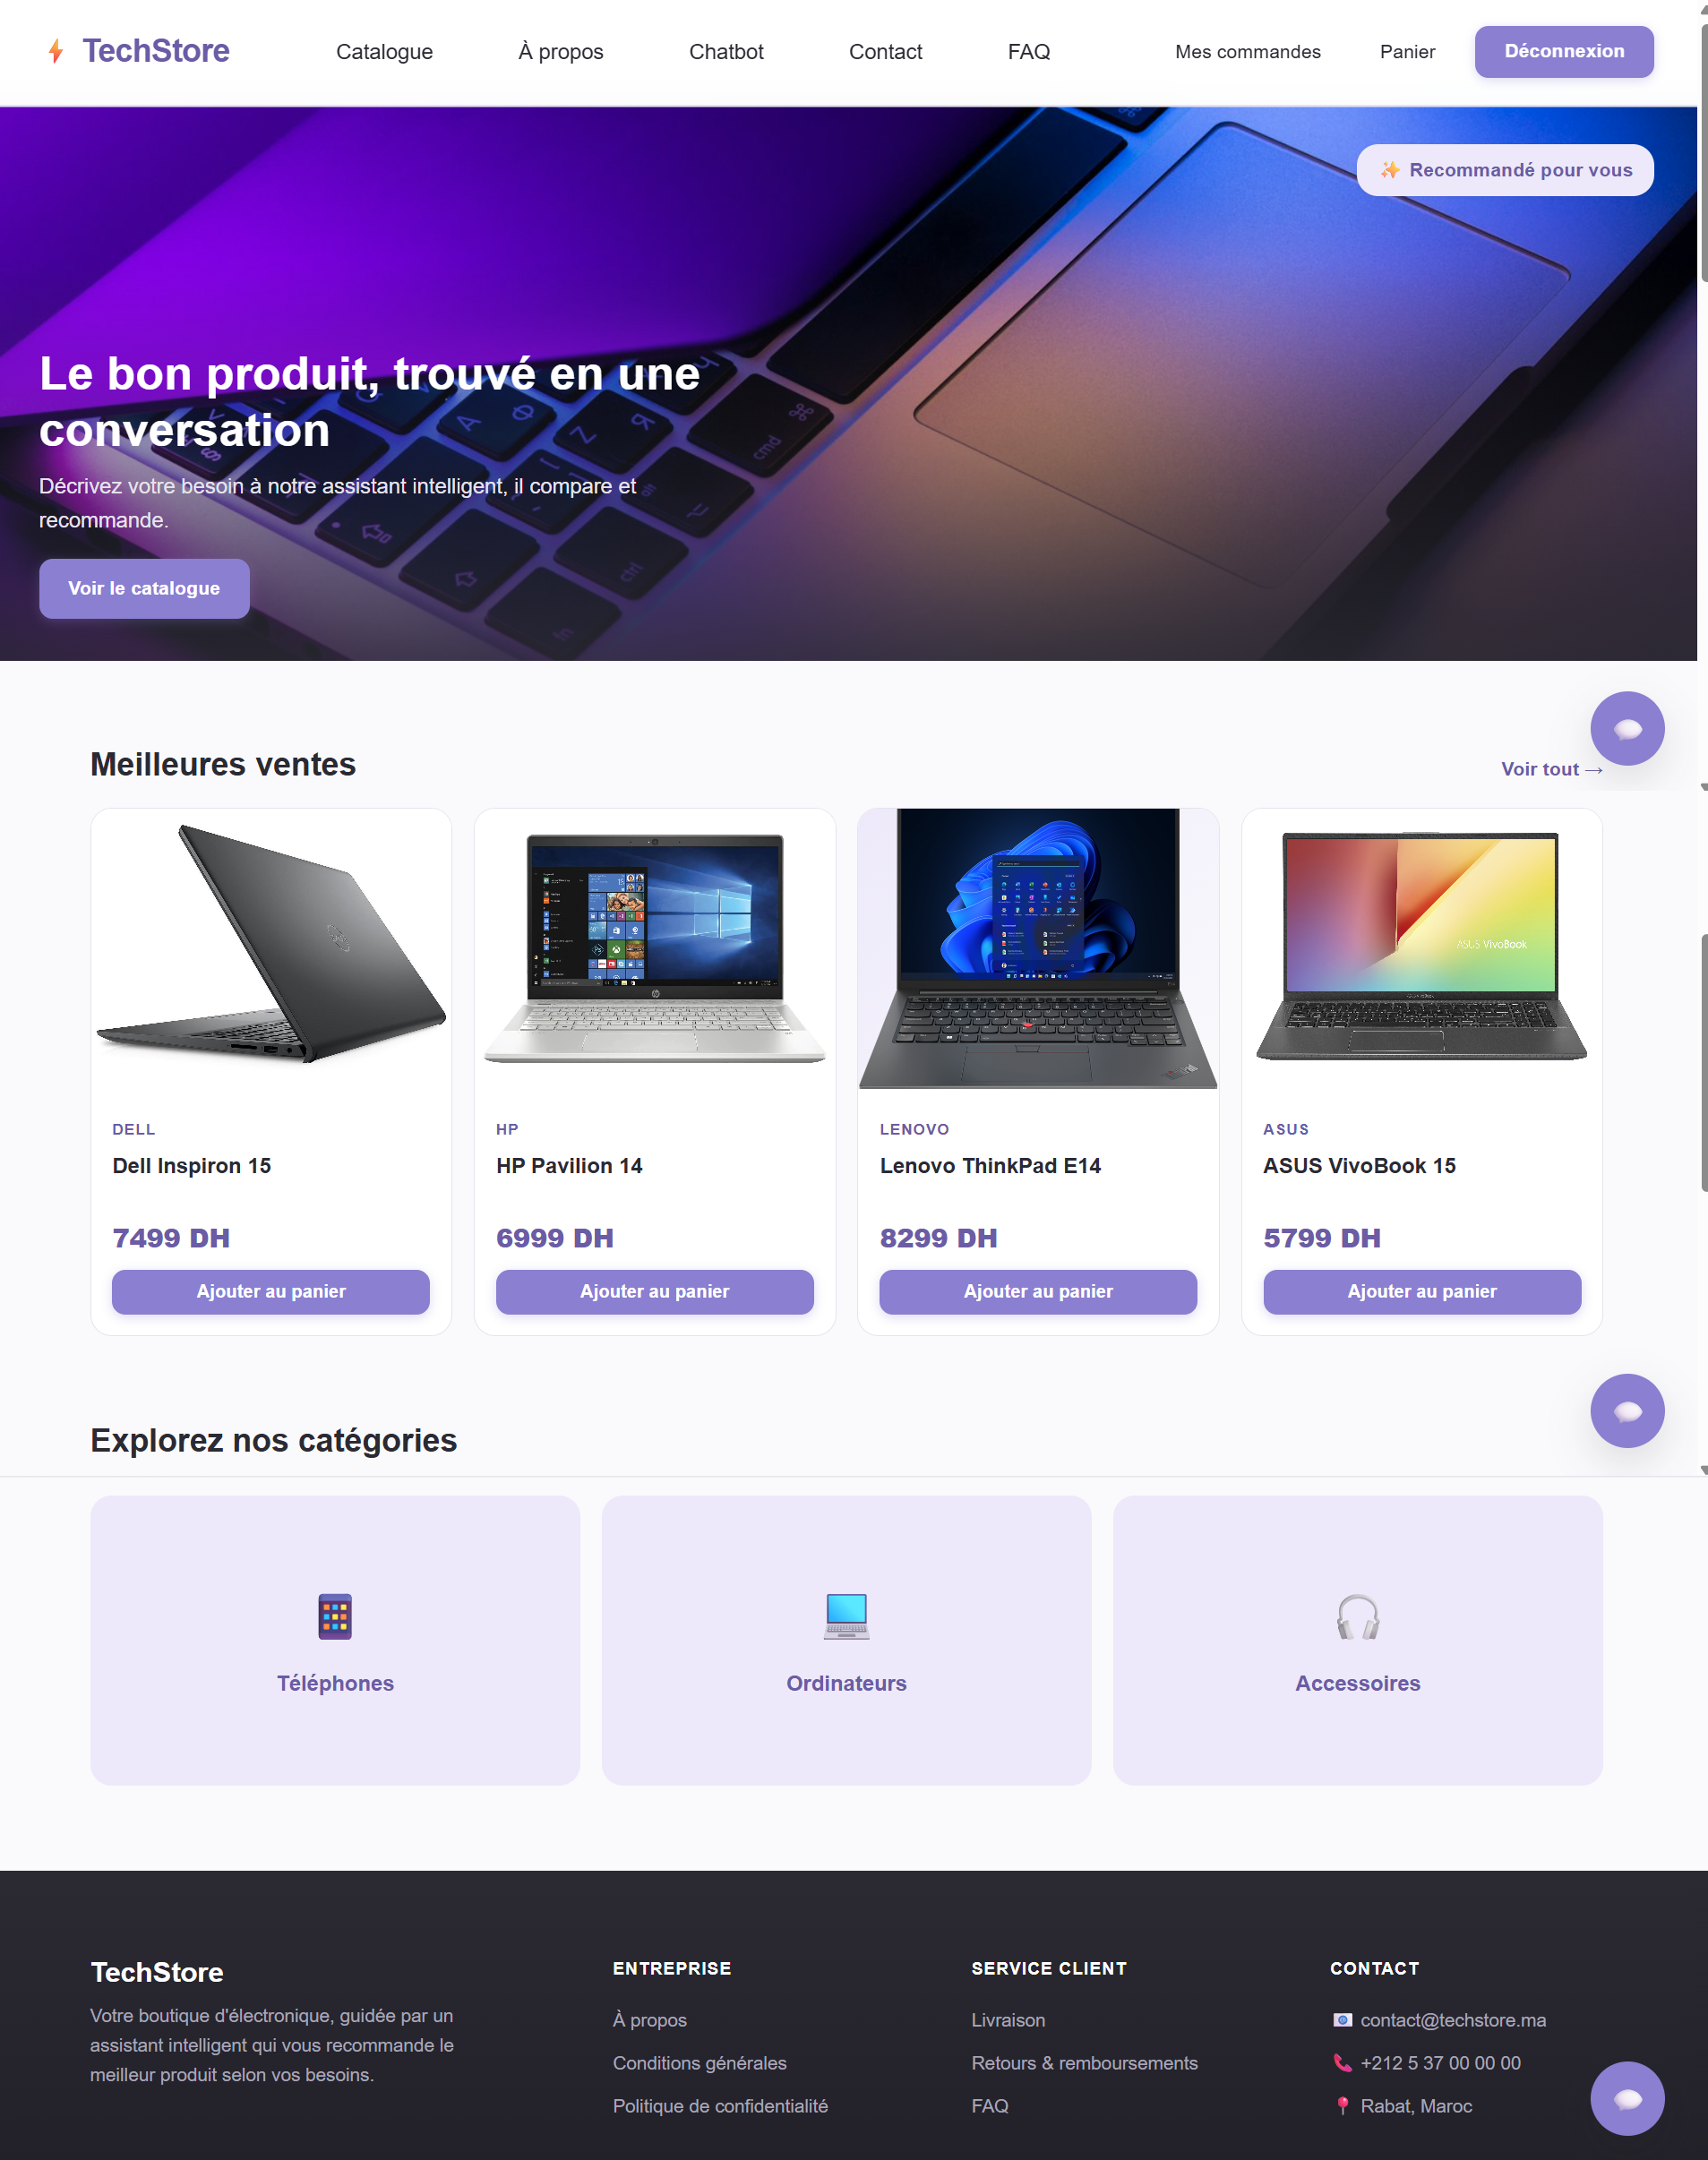 TechStore
Catalogue
À propos
Chatbot
Contact
FAQ
Mes commandes
Panier
Déconnexion
✨ Recommandé pour vous
Le bon produit, trouvé en une
conversation
Décrivez votre besoin à notre assistant intelligent, il compare et
recommande.
Voir le catalogue
Meilleures ventes
Voir tout →
ASUS VivoBook
DELL
Dell Inspiron 15
7499 DH
Ajouter au panier
HP
HP Pavilion 14
6999 DH
Ajouter au panier
LENOVO
Lenovo ThinkPad E14
8299 DH
Ajouter au panier
ASUS
ASUS VivoBook 15
5799 DH
Ajouter au panier
Explorez nos catégories
Téléphones
Ordinateurs
Accessoires
TechStore
Votre boutique d'électronique, guidée par un
assistant intelligent qui vous recommande le
meilleur produit selon vos besoins.
ENTREPRISE
À propos
Conditions générales
Politique de confidentialité
SERVICE CLIENT
Livraison
Retours & remboursements
FAQ
CONTACT
contact@techstore.ma
+212 5 37 00 00 00
Rabat, Maroc